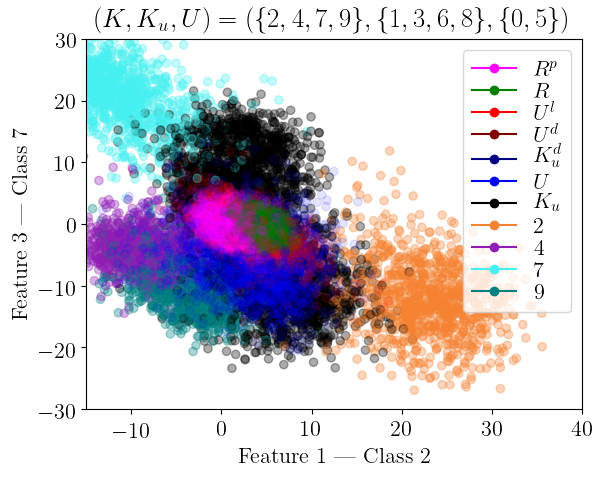 (K, K_u, U) = ({2, 4, 7, 9}, {1, 3, 6, 8}, {0, 5})
R^p
R
U^l
U^d
K_u^d
U
K_u
2
4
7
9
30
20
10
0
−10
−20
−30
Feature 3 — Class 7
−10 0 10 20 30 40
Feature 1 — Class 2